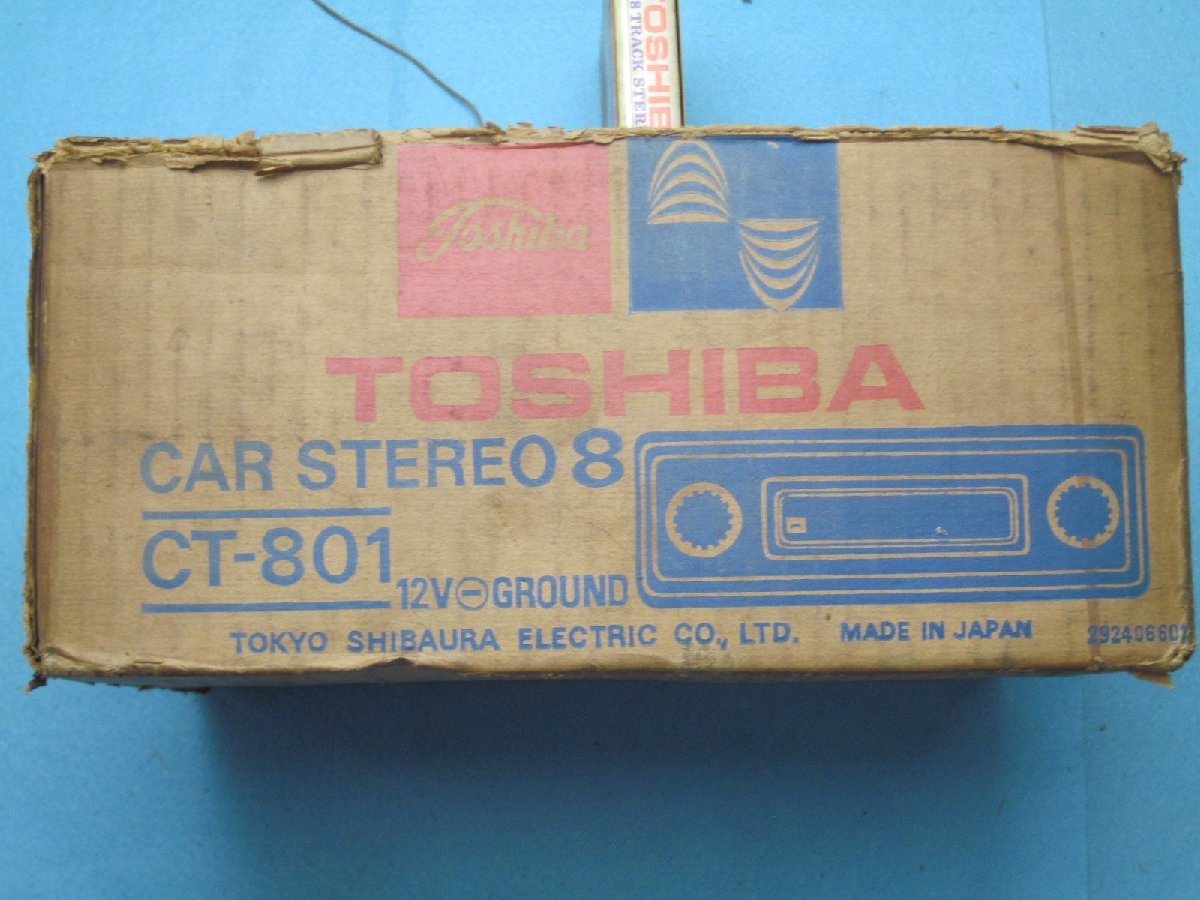 TOSHIB
8 TRACK STER
Toshiba
TOSHIBA
CAR STEREO 8
CT-801
12V⊖GROUND
TOKYO SHIBAURA ELECTRIC CO., LTD. MADE IN JAPAN